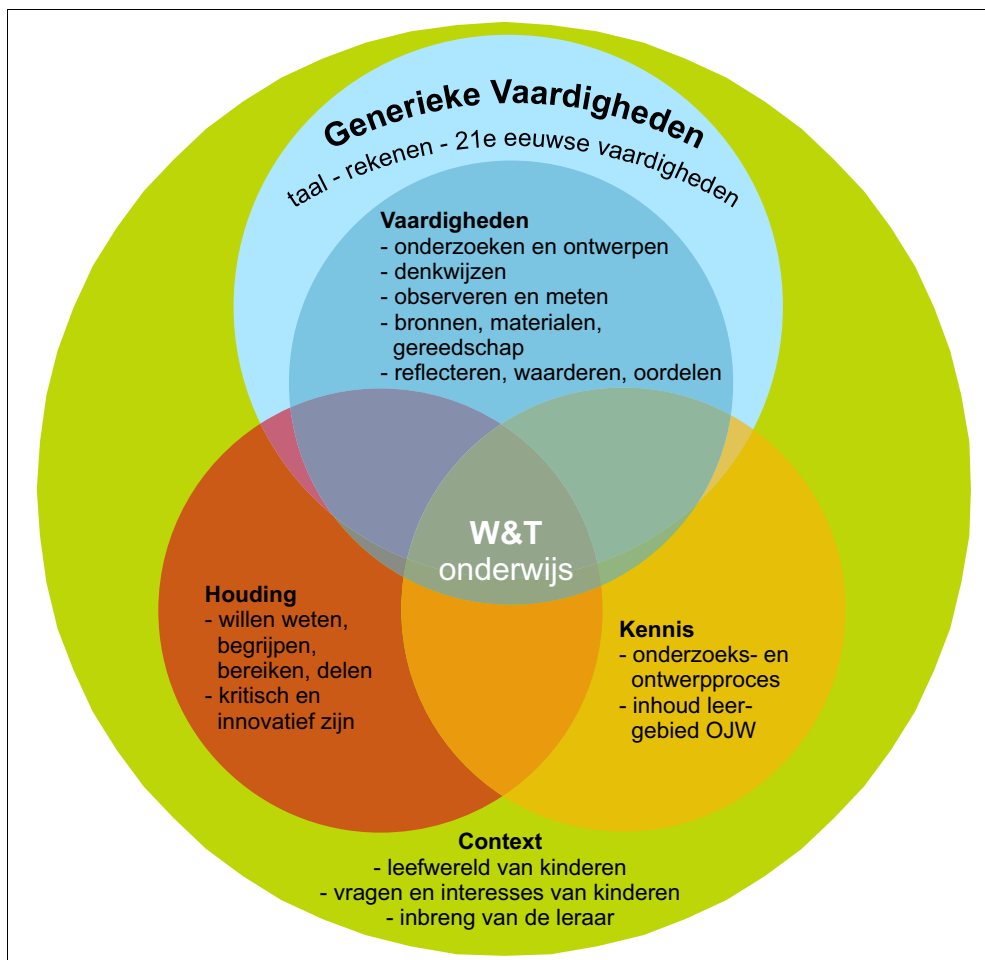 Generieke Vaardigheden
taal - rekenen - 21e eeuwse vaardigheden
Vaardigheden
- onderzoeken en ontwerpen
- denkwijzen
- observeren en meten
- bronnen, materialen,
gereedschap
- reflecteren, waarderen, oordelen
W&T
onderwijs
Houding
- willen weten,
begrijpen,
bereiken, delen
- kritisch en
innovatief zijn
Kennis
- onderzoeks- en
ontwerpproces
- inhoud leer-
gebied OJW
Context
- leefwereld van kinderen
- vragen en interesses van kinderen
- inbreng van de leraar